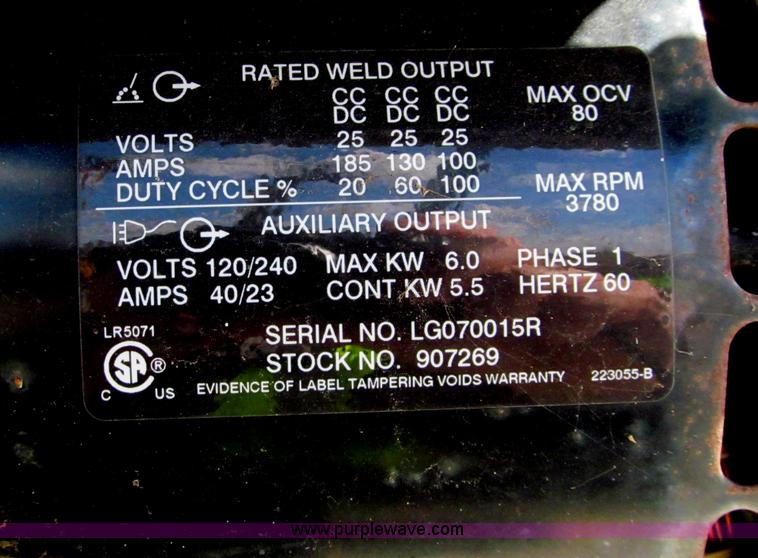 RATED WELD OUTPUT
CC CC CC
DC DC DC
MAX OCV
80
VOLTS 25 25 25
AMPS 185 130 100
DUTY CYCLE % 20 60 100
MAX RPM
3780
AUXILIARY OUTPUT
VOLTS 120/240 MAX KW 6.0 PHASE 1
AMPS 40/23 CONT KW 5.5 HERTZ 60
LR5071
SERIAL NO. LG070015R
STOCK NO. 907269
SA ®
C US
EVIDENCE OF LABEL TAMPERING VOIDS WARRANTY 223055-B
www.purplewave.com